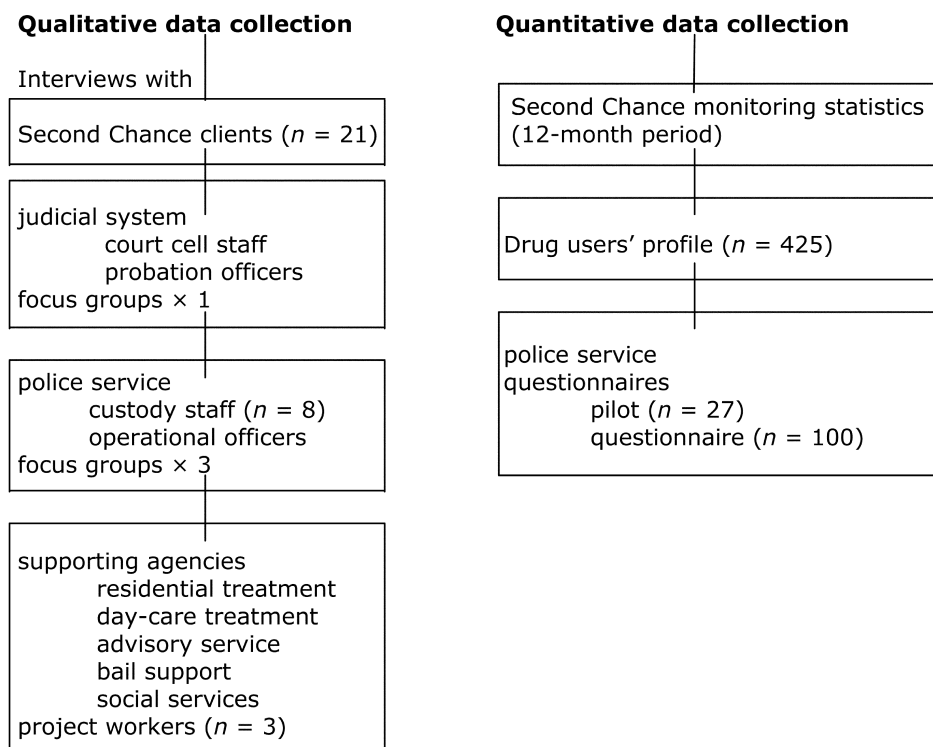 Qualitative data collection
Interviews with
Second Chance clients (n = 21)
judicial system
court cell staff
probation officers
focus groups × 1
police service
custody staff (n = 8)
operational officers
focus groups × 3
supporting agencies
residential treatment
day-care treatment
advisory service
bail support
social services
project workers (n = 3)
Quantitative data collection
Second Chance monitoring statistics
(12-month period)
Drug users’ profile (n = 425)
police service
questionnaires
pilot (n = 27)
questionnaire (n = 100)